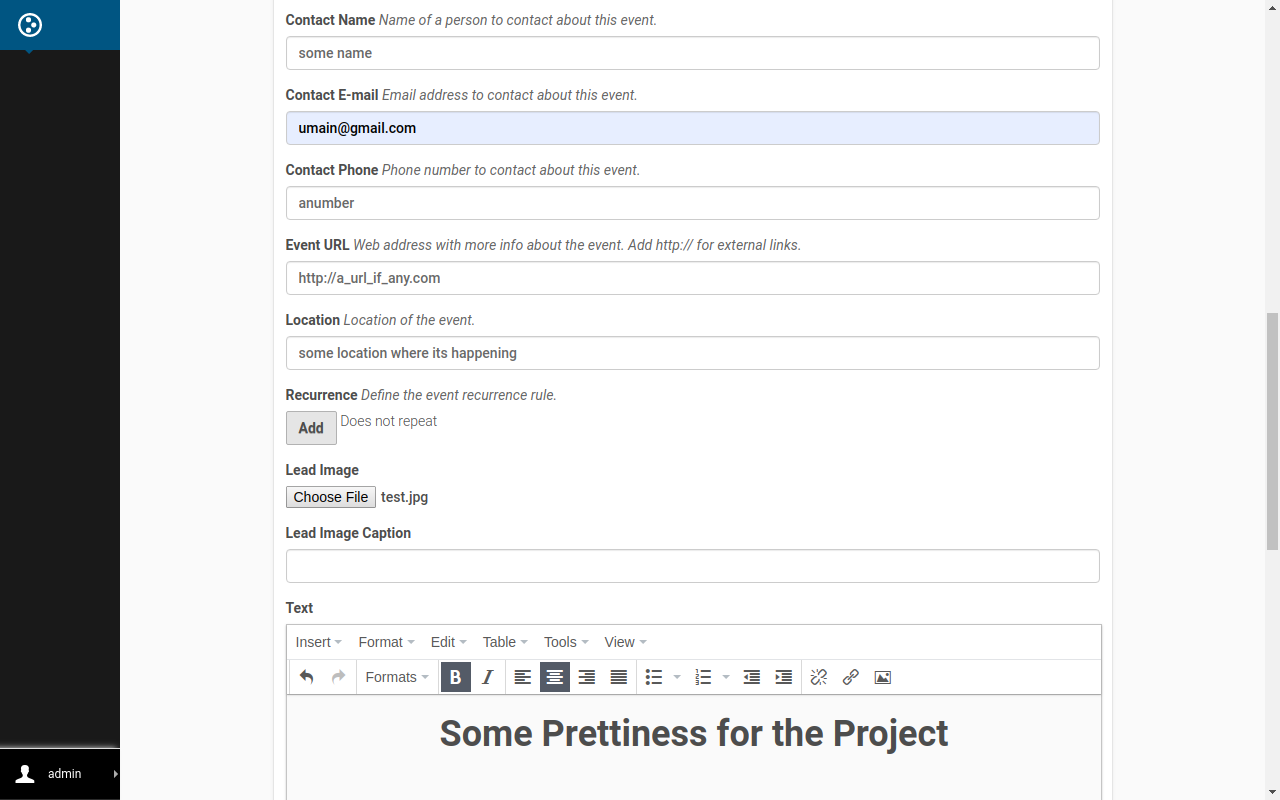 Contact Name Name of a person to contact about this event.
some name
Contact E-mail Email address to contact about this event.
umain@gmail.com
Contact Phone Phone number to contact about this event.
anumber
Event URL Web address with more info about the event. Add http:// for external links.
http://a_url_if_any.com
Location Location of the event.
some location where its happening
Recurrence Define the event recurrence rule.
Add Does not repeat
Lead Image
Choose File test.jpg
Lead Image Caption
Text
Insert Format Edit Table Tools View
Formats B I
Some Prettiness for the Project
admin